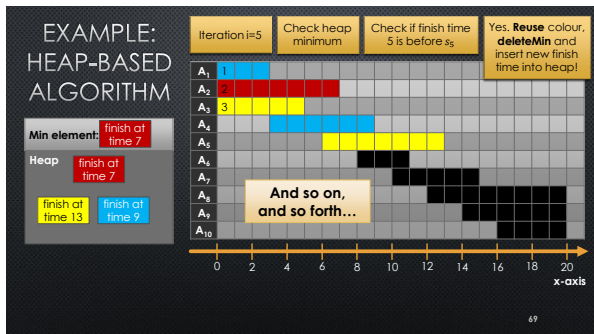 EXAMPLE:
HEAP-BASED
ALGORITHM
Iteration i=5
Check heap
minimum
Check if finish time
5 is before s₅
Yes. Reuse colour,
deleteMin and
insert new finish
time into heap!
Min element:
finish at
time 7
Heap
finish at
time 7
finish at
time 13
finish at
time 9
A₁ 1
A₂ 2
A₃ 3
A₄
A₅
A₆
A₇
A₈
A₉
A₁₀
And so on,
and so forth…
0 2 4 6 8 10 12 14 16 18 20
x-axis
69